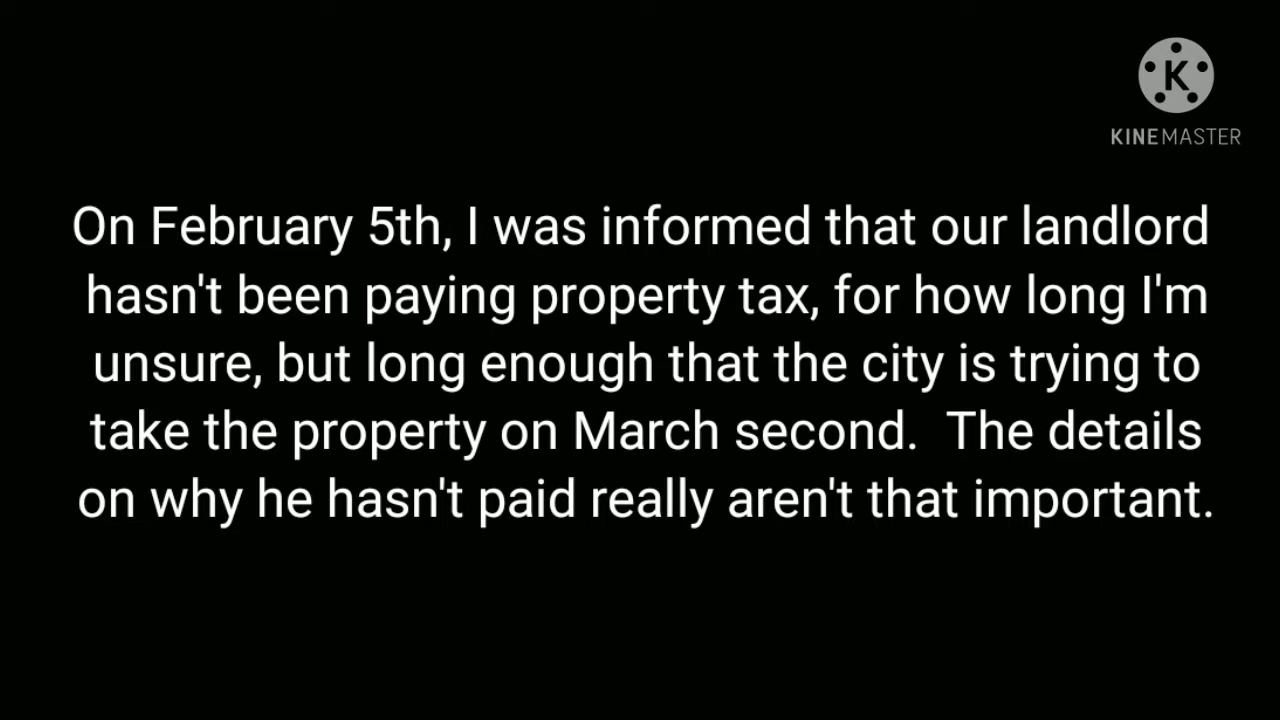 K
KINEMASTER
On February 5th, I was informed that our landlord
hasn't been paying property tax, for how long I'm
unsure, but long enough that the city is trying to
take the property on March second.  The details
on why he hasn't paid really aren't that important.